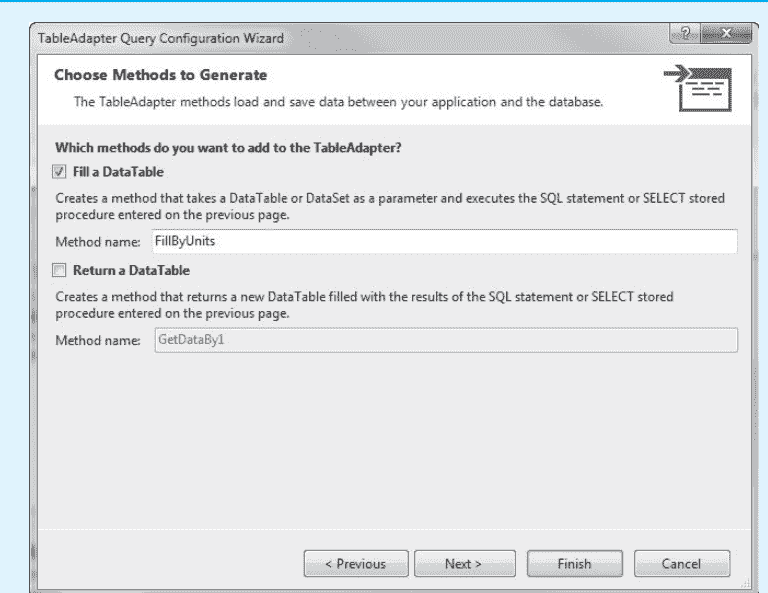 TableAdapter Query Configuration Wizard
?
X
Choose Methods to Generate
The TableAdapter methods load and save data between your application and the database.
Which methods do you want to add to the TableAdapter?
Fill a DataTable
Creates a method that takes a DataTable or DataSet as a parameter and executes the SQL statement or SELECT stored
procedure entered on the previous page.
Method name: FillByUnits
Return a DataTable
Creates a method that returns a new DataTable filled with the results of the SQL statement or SELECT stored
procedure entered on the previous page.
Method name: GetDataBy1
< Previous Next > Finish Cancel